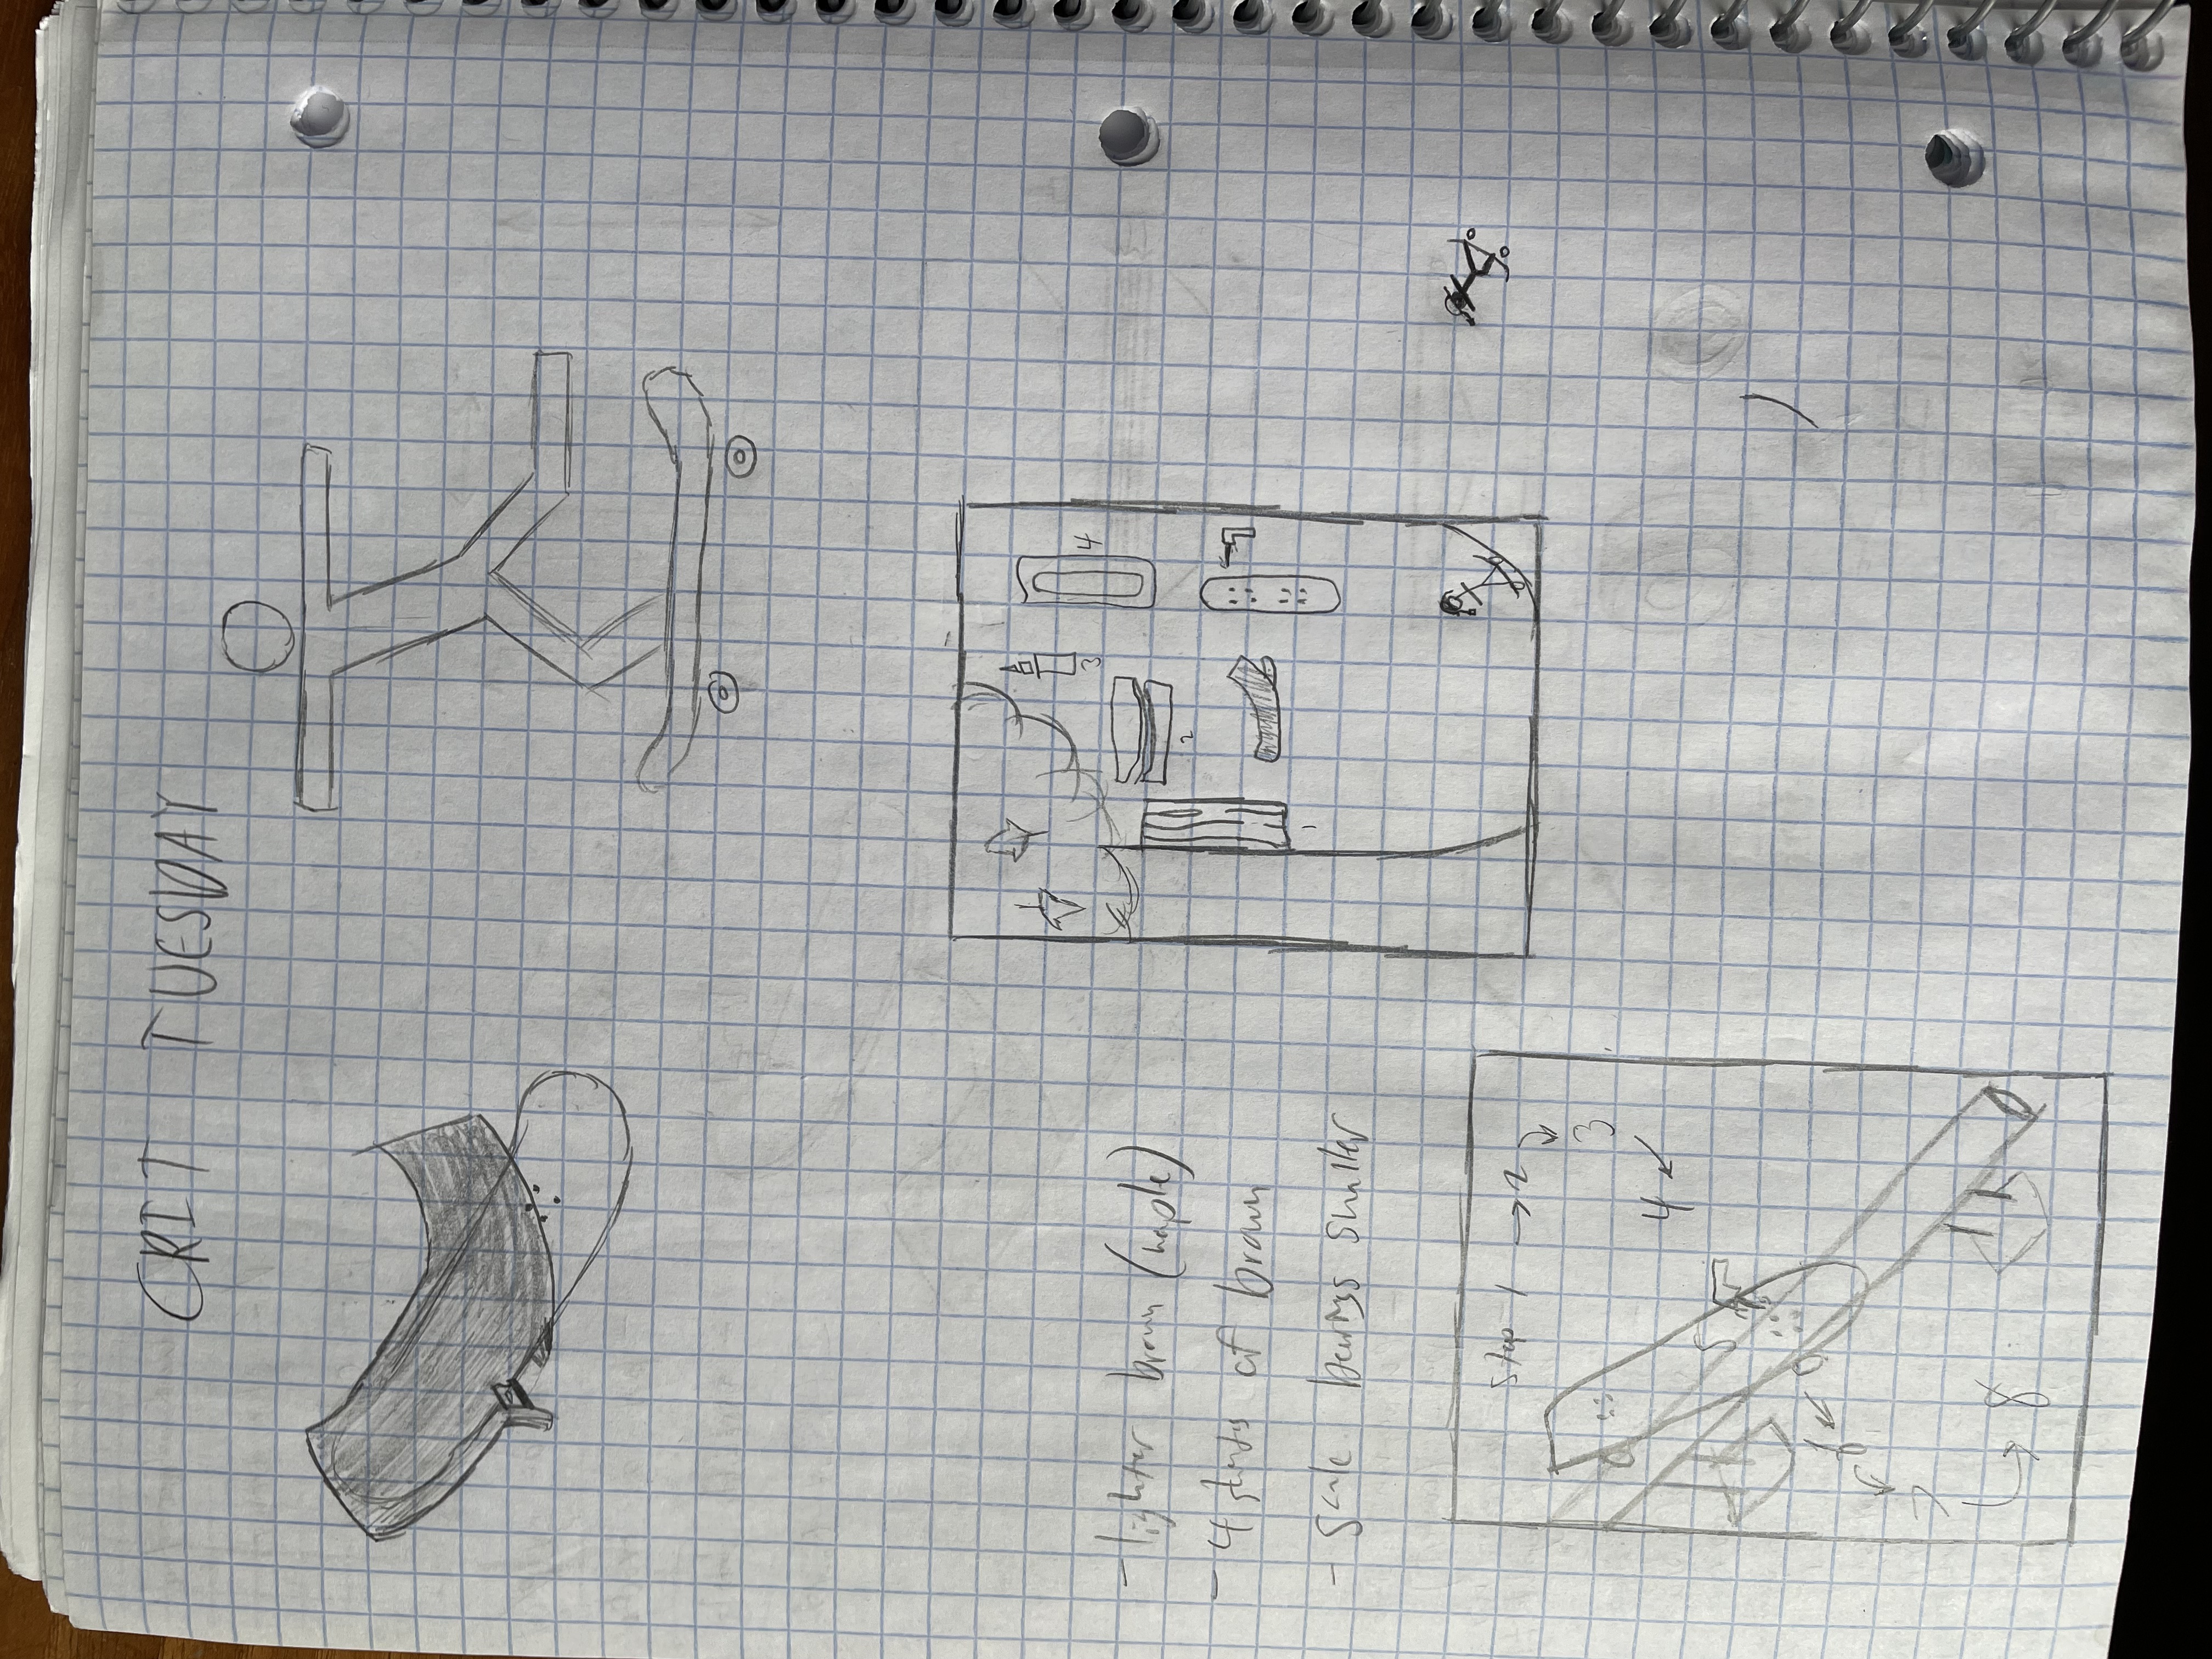 CRIT TUESDAY
- lighter brown (maple)
- 4 shades of brown
- scale bearings smaller
3
4
2
1
Step 1 → 2
3
4
5
6
7
8